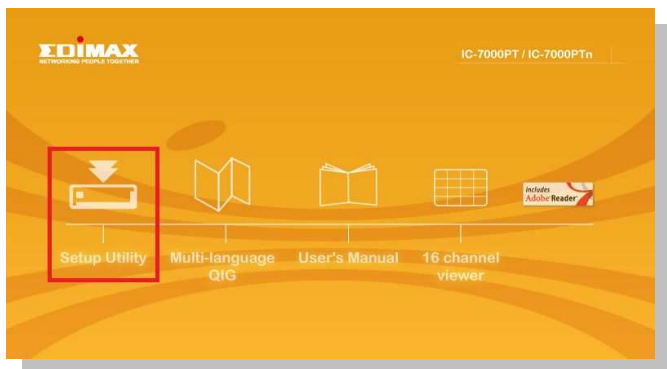 EDIMAX
NETWORKING PEOPLE TOGETHER
IC-7000PT / IC-7000PTn
Includes
Adobe Reader
Setup Utility
Multi-language
QIG
User's Manual
16 channel
viewer